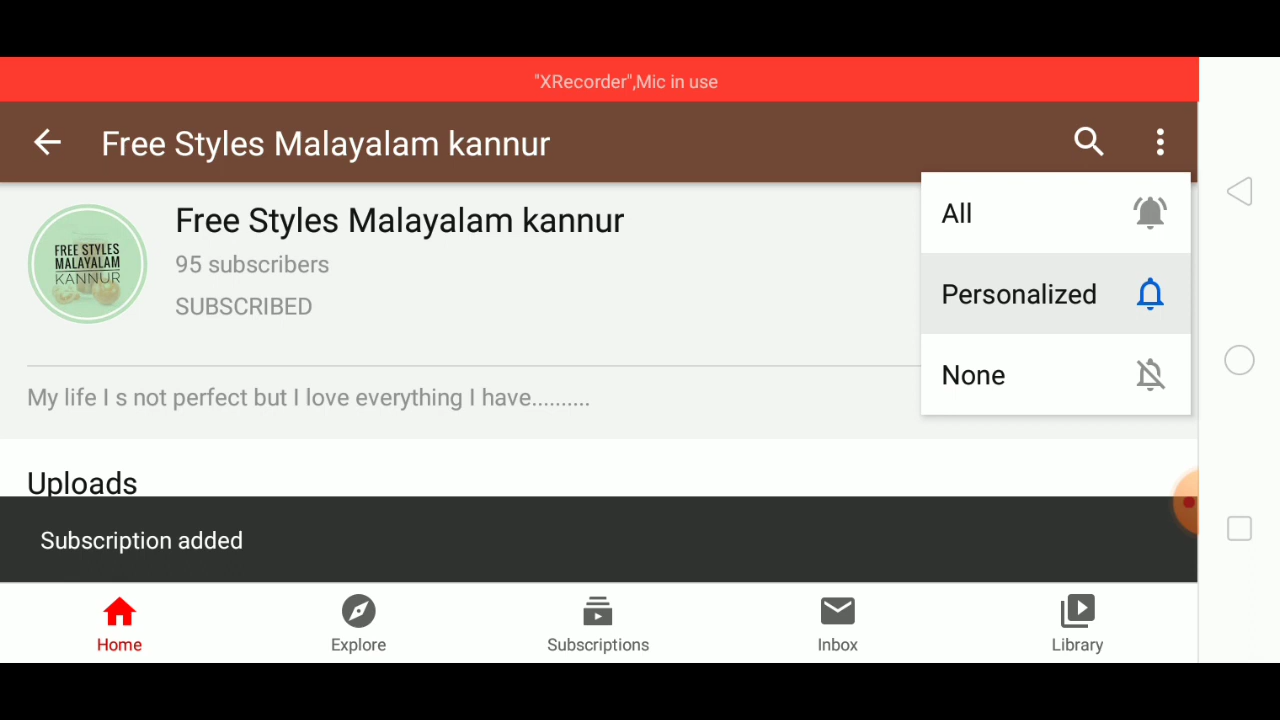 "XRecorder",Mic in use
Free Styles Malayalam kannur
Free Styles Malayalam kannur
95 subscribers
SUBSCRIBED
FREE STYLES
MALAYALAM
KANNUR
All
Personalized
None
My life I s not perfect but I love everything I have..........
Uploads
Subscription added
Home
Explore
Subscriptions
Inbox
Library